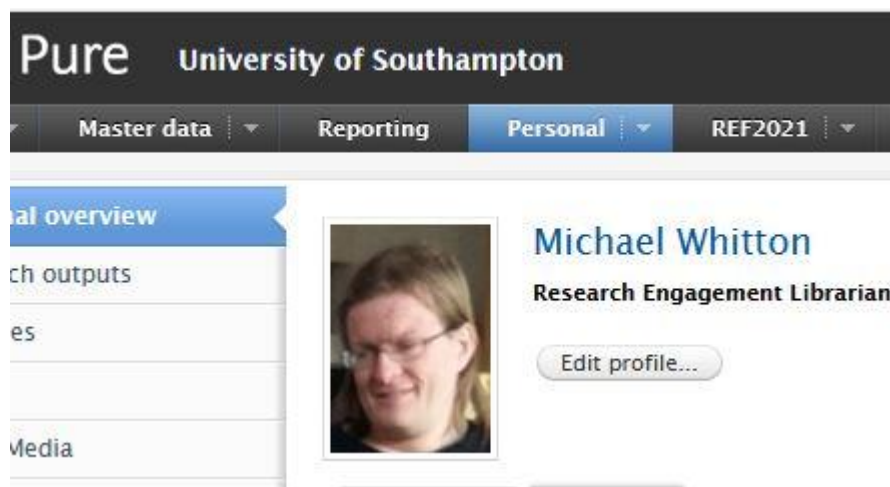 Pure University of Southampton
Master data Reporting Personal REF2021
nal overview
ch outputs
es
Media
Michael Whitton
Research Engagement Librarian
Edit profile...